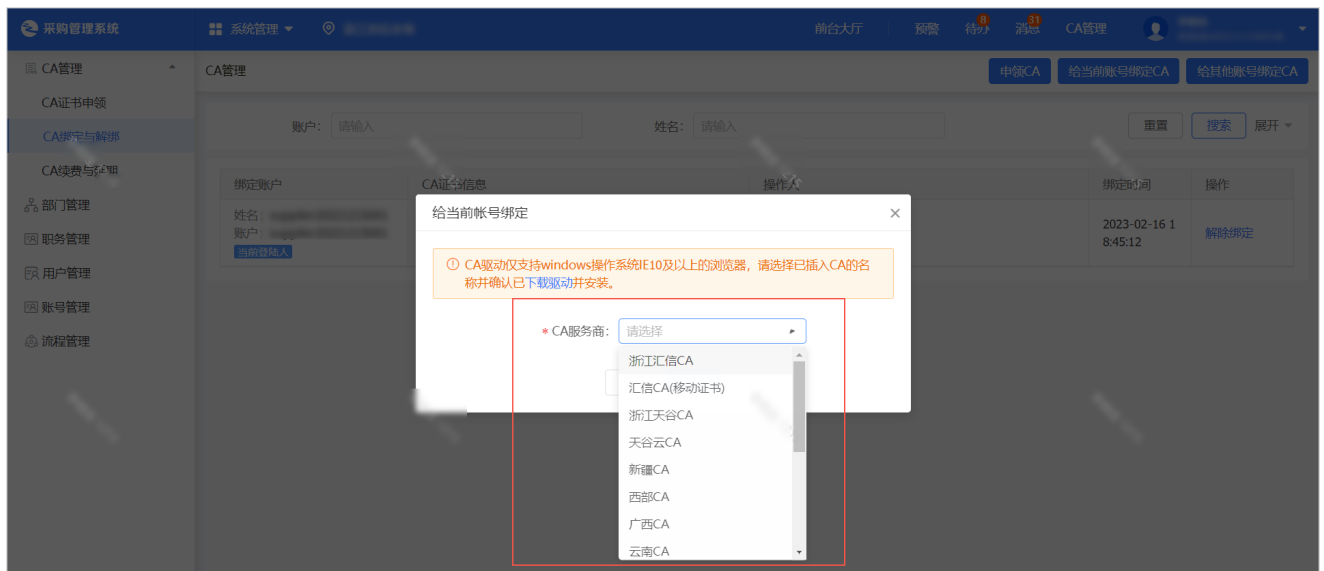 采购管理系统
系统管理
前台大厅
预警
待办
8
消息
31
CA管理
CA管理
CA证书申领
CA绑定与解绑
CA续费与延期
部门管理
职务管理
用户管理
账号管理
流程管理
CA管理
申领CA
给当前账号绑定CA
给其他账号绑定CA
账户：
请输入
姓名：
请输入
重置
搜索
展开
绑定账户
CA证书信息
操作人
绑定时间
操作
姓名：
账户：
当前登陆人
2023-02-16 1
8:45:12
解除绑定
给当前帐号绑定
CA驱动仅支持windows操作系统IE10及以上的浏览器，请选择已插入CA的名
称并确认已下载驱动并安装。
* CA服务商：
请选择
浙江汇信CA
汇信CA(移动证书)
浙江天谷CA
天谷云CA
新疆CA
西部CA
广西CA
云南CA